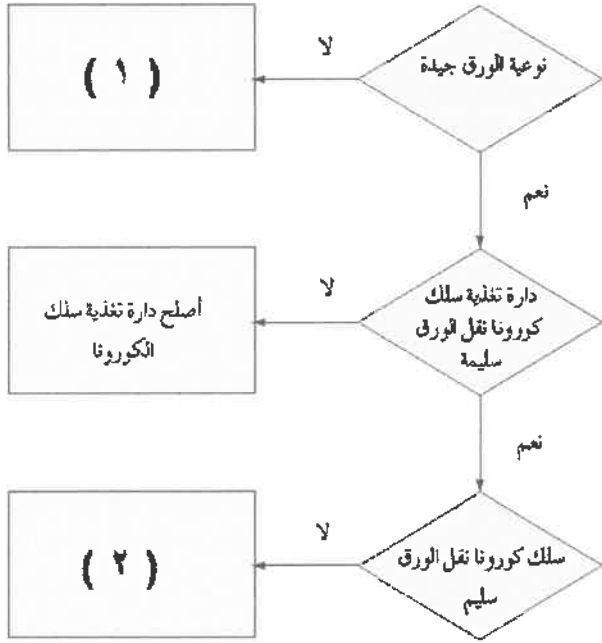 نوعية الورق جيدة
لا
( ١ )
نعم
دارة تغذية سلك
كورونا نقل الورق
سليمة
لا
أصلح دارة تغذية سلك
الكورونا
نعم
سلك كورونا نقل الورق
سليم
لا
( ٢ )